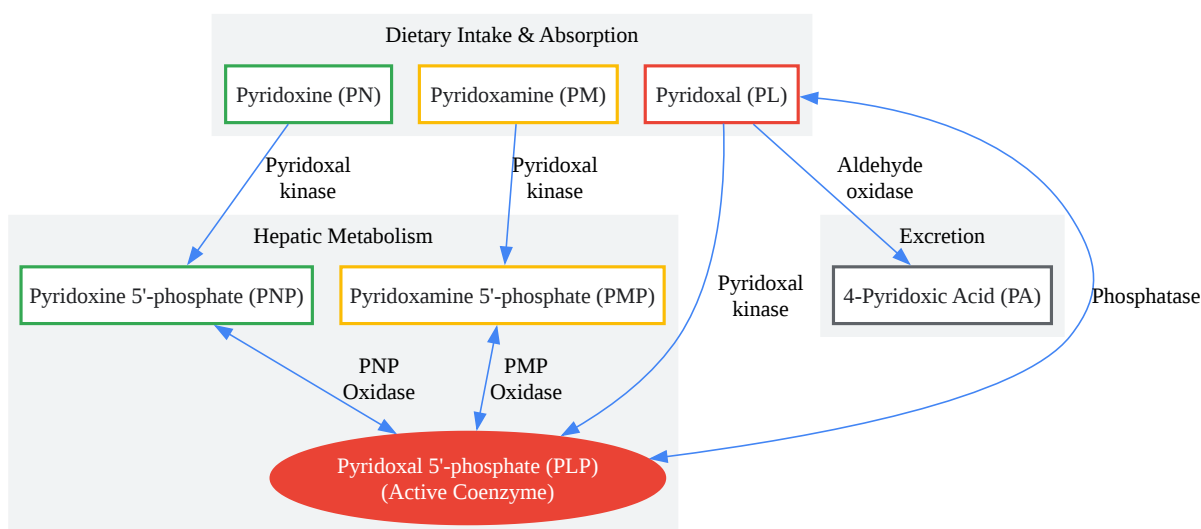 Dietary Intake & Absorption
Pyridoxine (PN)
Pyridoxamine (PM)
Pyridoxal (PL)
Pyridoxal
kinase
Pyridoxal
kinase
Aldehyde
oxidase
Hepatic Metabolism
Excretion
Pyridoxine 5'-phosphate (PNP)
Pyridoxamine 5'-phosphate (PMP)
Pyridoxal
kinase
4-Pyridoxic Acid (PA)
Phosphatase
PNP
Oxidase
PMP
Oxidase
Pyridoxal 5'-phosphate (PLP)
(Active Coenzyme)